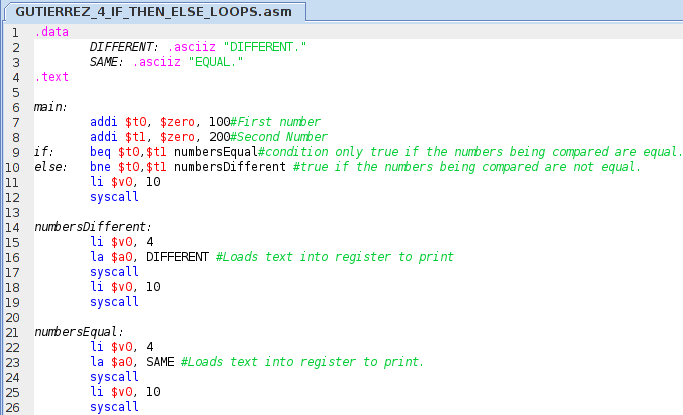 GUTIERREZ_4_IF_THEN_ELSE_LOOPS.asm
1 .data
2 DIFFERENT: .asciiz "DIFFERENT."
3 SAME: .asciiz "EQUAL."
4 .text
5
6 main:
7 addi $t0, $zero, 100#First number
8 addi $t1, $zero, 200#Second Number
9 if: beq $t0,$t1 numbersEqual#condition only true if the numbers being compared are equal.
10 else: bne $t0,$t1 numbersDifferent #true if the numbers being compared are not equal.
11 li $v0, 10
12 syscall
13
14 numbersDifferent:
15 li $v0, 4
16 la $a0, DIFFERENT #Loads text into register to print
17 syscall
18 li $v0, 10
19 syscall
20
21 numbersEqual:
22 li $v0, 4
23 la $a0, SAME #Loads text into register to print.
24 syscall
25 li $v0, 10
26 syscall